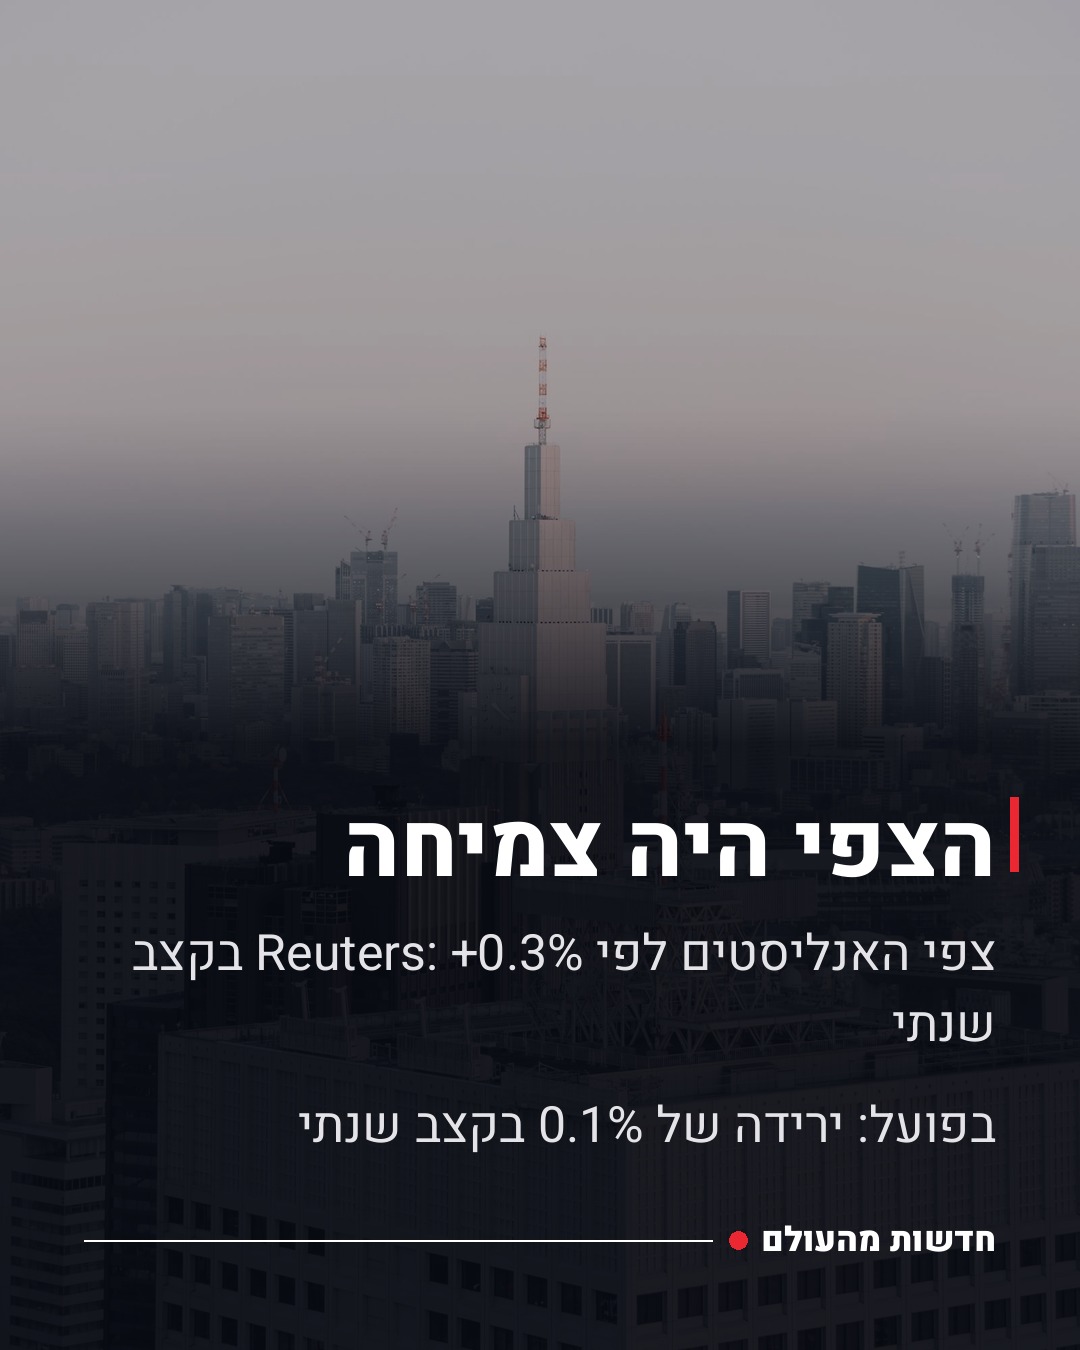 הצפי היה צמיחה
צפי האנליסטים לפי Reuters: +0.3% בקצב
שנתי
בפועל: ירידה של 0.1% בקצב שנתי
חדשות מהעולם